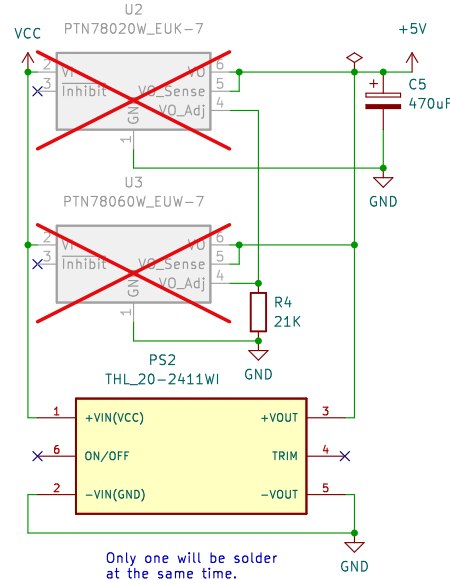 U2
PTN78020W_EUK-7
VCC
+5V
2 VI VO 6
3 Inhibit VO_Sense 5
VO_Adj 4
GND
1
+
C5
470uF
GND
U3
PTN78060W_EUW-7
2 VI VO 6
3 Inhibit VO_Sense 5
VO_Adj 4
GND
1
R4
21K
GND
PS2
THL_20-2411WI
1 +VIN(VCC) +VOUT 3
6 ON/OFF TRIM 4
2 -VIN(GND) -VOUT 5
GND
Only one will be solder
at the same time.